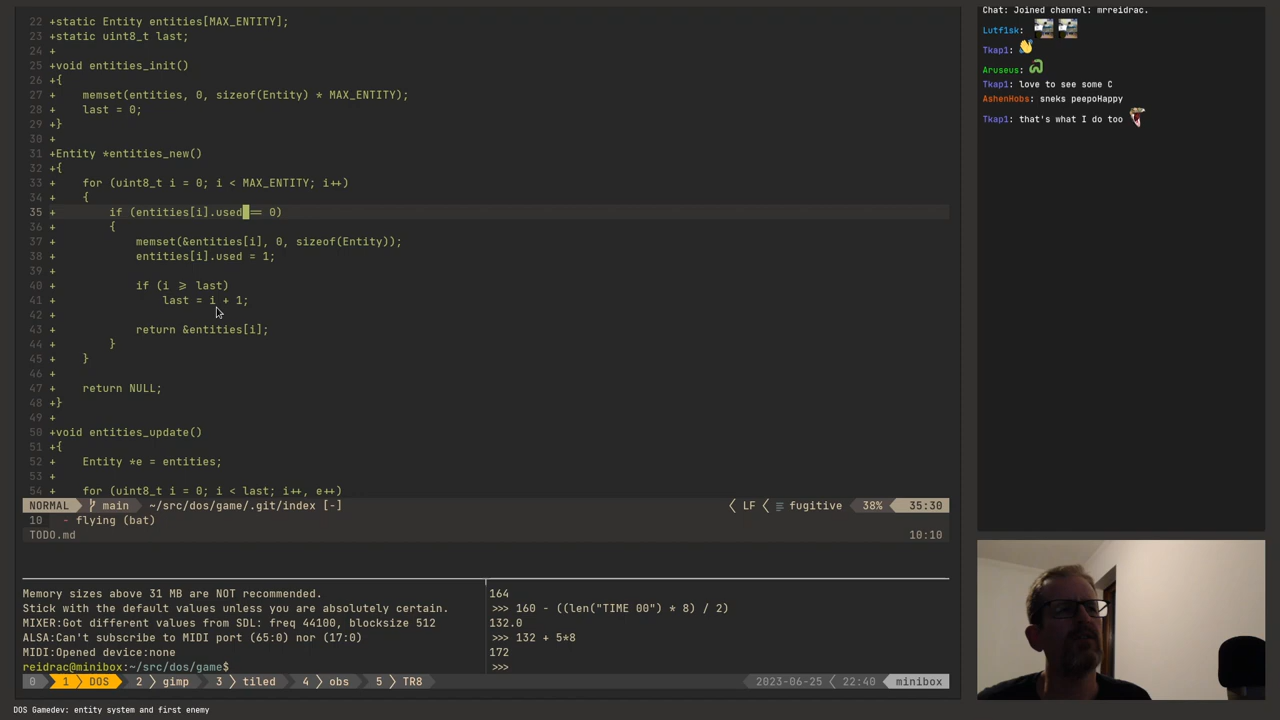 22 +static Entity entities[MAX_ENTITY];
23 +static uint8_t last;
24 +
25 +void entities_init()
26 +{
27 +    memset(entities, 0, sizeof(Entity) * MAX_ENTITY);
28 +    last = 0;
29 +}
30 +
31 +Entity *entities_new()
32 +{
33 +    for (uint8_t i = 0; i < MAX_ENTITY; i++)
34 +    {
35 +        if (entities[i].used == 0)
36 +        {
37 +            memset(&entities[i], 0, sizeof(Entity));
38 +            entities[i].used = 1;
39 +
40 +            if (i >= last)
41 +                last = i + 1;
42 +
43 +            return &entities[i];
44 +        }
45 +    }
46 +
47 +    return NULL;
48 +}
49 +
50 +void entities_update()
51 +{
52 +    Entity *e = entities;
53 +
54 +    for (uint8_t i = 0; i < last; i++, e++)
NORMAL main ~/src/dos/game/.git/index [-] LF fugitive 38% 35:30
10 - flying (bat)
TODO.md 10:10
Memory sizes above 31 MB are NOT recommended.
Stick with the default values unless you are absolutely certain.
MIXER:Got different values from SDL: freq 44100, blocksize 512
ALSA:Can't subscribe to MIDI port (65:0) nor (17:0)
MIDI:Opened device:none
reidrac@minibox:~/src/dos/game$
164
>>> 160 - ((len("TIME 00") * 8) / 2)
132.0
>>> 132 + 5*8
172
>>>
0 1 DOS 2 gimp 3 tiled 4 obs 5 TR8 2023-06-25 22:40 minibox
DOS Gamedev: entity system and first enemy
Chat: Joined channel: mrreidrac.
Lutf1sk:
Tkap1:
Aruseus:
Tkap1: love to see some C
AshenHobs: sneks peepoHappy
Tkap1: that's what I do too